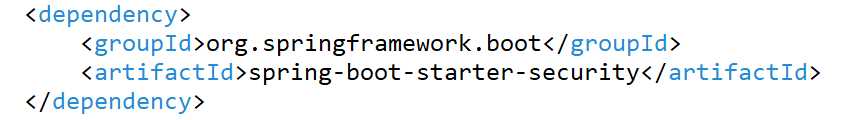 <dependency>
    <groupId>org.springframework.boot</groupId>
    <artifactId>spring-boot-starter-security</artifactId>
</dependency>